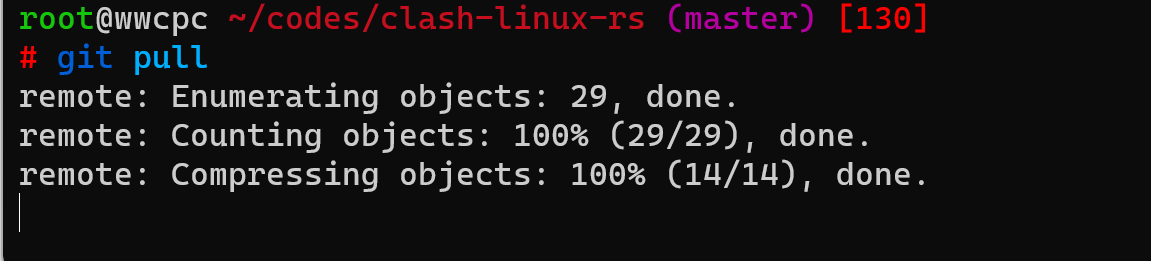 root@wwcpc ~/codes/clash-linux-rs (master) [130]
# git pull
remote: Enumerating objects: 29, done.
remote: Counting objects: 100% (29/29), done.
remote: Compressing objects: 100% (14/14), done.